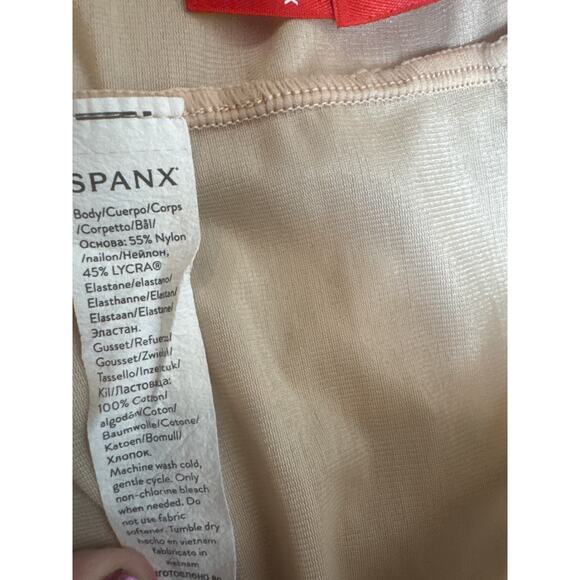 SPANX®
Body/Cuerpo/Corps
/Corpetto/Bål/
Основа: 55% Nylon
/nailon/Нейлон,
45% LYCRA®
Elastane/elastano/
Elasthanne/Elastan/
Elastaan/Elastane/
Эластан.
Gusset/Refuerzo/
Gousset/Zwickel/
Tassello/Inzetstuk/
Kil/Ластовица:
100% Cotton/
algodón/Coton/
Baumwolle/Cotone/
Katoen/Bomull/
Хлопок.
Machine wash cold,
gentle cycle. Only
non-chlorine bleach
when needed. Do
not use fabric
softener. Tumble dry
hecho en vietnam
fabricato in
vietnam